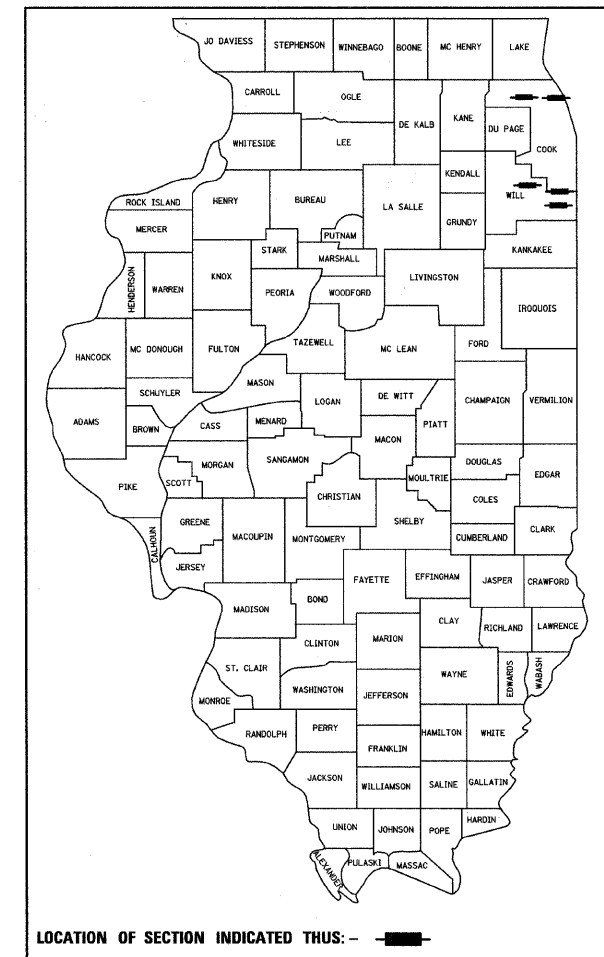 JO DAVIESS
STEPHENSON
WINNEBAGO
BOONE
MC HENRY
LAKE
CARROLL
OGLE
DE KALB
KANE
DU PAGE
COOK
WHITESIDE
LEE
KENDALL
WILL
ROCK ISLAND
HENRY
BUREAU
LA SALLE
GRUNDY
MERCER
PUTNAM
STARK
MARSHALL
KANKAKEE
HENDERSON
WARREN
KNOX
PEORIA
WOODFORD
LIVINGSTON
IROQUOIS
HANCOCK
MC DONOUGH
FULTON
TAZEWELL
MC LEAN
FORD
MASON
SCHUYLER
LOGAN
DE WITT
CHAMPAIGN
VERMILION
ADAMS
BROWN
CASS
MENARD
PIATT
MACON
SANGAMON
MORGAN
DOUGLAS
MOULTRIE
EDGAR
PIKE
SCOTT
CHRISTIAN
COLES
SHELBY
CALHOUN
GREENE
MACOUPIN
MONTGOMERY
CUMBERLAND
CLARK
JERSEY
FAYETTE
EFFINGHAM
JASPER
CRAWFORD
MADISON
BOND
CLAY
RICHLAND
LAWRENCE
CLINTON
MARION
ST. CLAIR
WAYNE
EDWARDS
WABASH
WASHINGTON
JEFFERSON
MONROE
RANDOLPH
PERRY
HAMILTON
WHITE
FRANKLIN
JACKSON
WILLIAMSON
SALINE
GALLATIN
UNION
JOHNSON
POPE
HARDIN
ALEXANDER
PULASKI
MASSAC
LOCATION OF SECTION INDICATED THUS: -